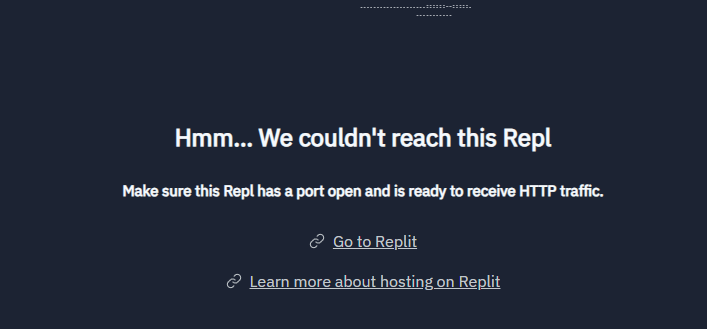 Hmm... We couldn't reach this Repl
Make sure this Repl has a port open and is ready to receive HTTP traffic.
Go to Replit
Learn more about hosting on Replit